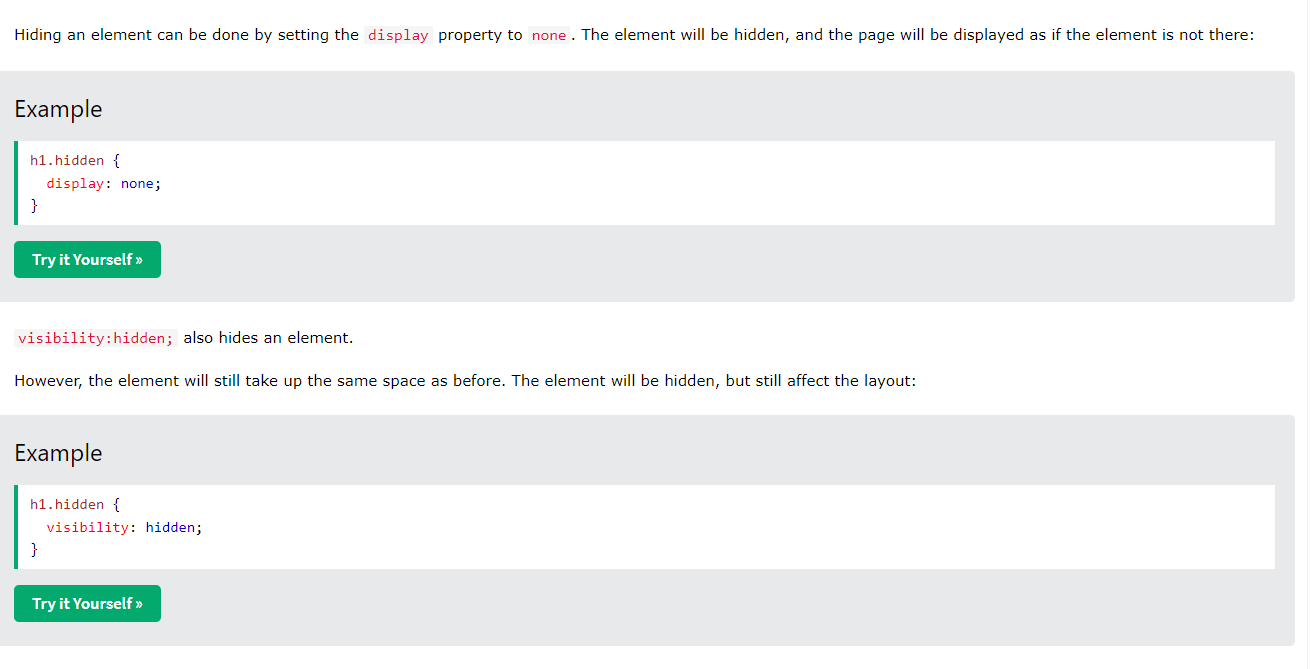 Hiding an element can be done by setting the display property to none. The element will be hidden, and the page will be displayed as if the element is not there:
Example
h1.hidden {
  display: none;
}
Try it Yourself »
visibility:hidden; also hides an element.
However, the element will still take up the same space as before. The element will be hidden, but still affect the layout:
Example
h1.hidden {
  visibility: hidden;
}
Try it Yourself »